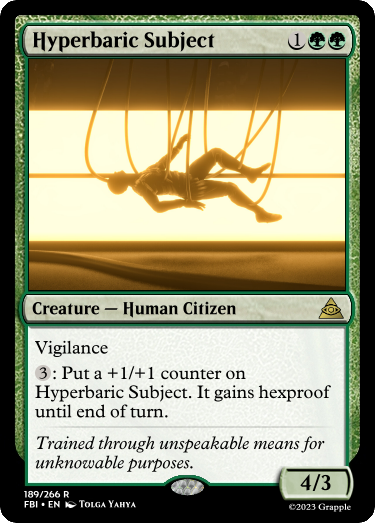 Hyperbaric Subject 1
Creature — Human Citizen
Vigilance
3: Put a +1/+1 counter on
Hyperbaric Subject. It gains hexproof
until end of turn.
Trained through unspeakable means for
unknowable purposes.
4/3
189/266 R
FBI • EN Tolga Yahya
©2023 Grapple